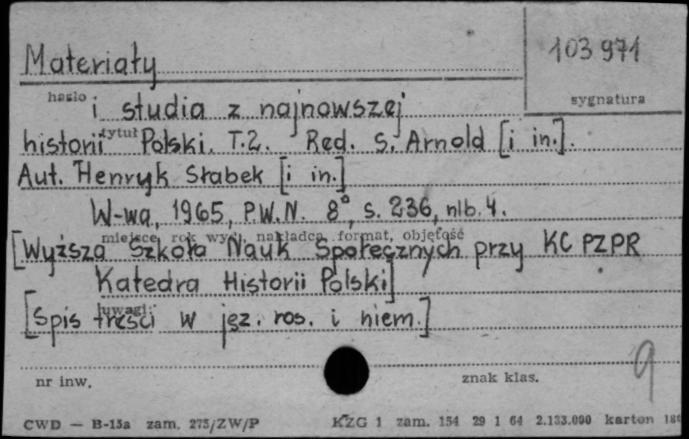 Materiały
103 971
hasło
sygnatura
i studia z najnowszej
tytuł
historii Polski. T.2. Red. S. Arnold [i in.].
Aut. Henryk Słabek [i in.]
W-wa, 1965, P.W.N. 8°, s. 236, nlb. 4.
miejsce, rok wyd., nakładca, format, objętość
[Wyższa Szkoła Nauk Społecznych przy KC PZPR
Katedra Historii Polski]
uwagi:
[Spis treści w jęz. ros. i niem.]
9
nr inw.
znak klas.
CWD — B-15a zam. 275/ZW/P KZG 1 zam. 154 29 1 64 2.133.000 karton